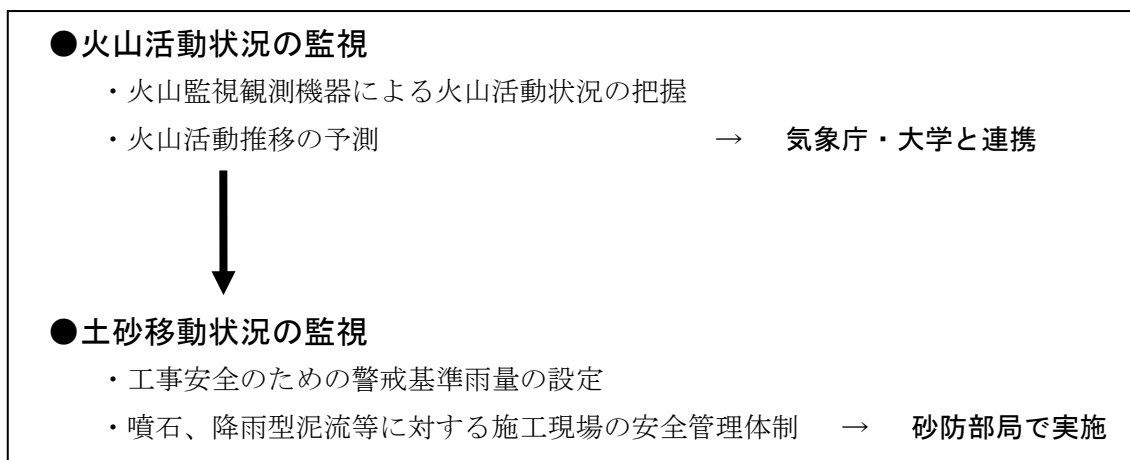 ●火山活動状況の監視
・火山監視観測機器による火山活動状況の把握
・火山活動推移の予測 → 気象庁・大学と連携
●土砂移動状況の監視
・工事安全のための警戒基準雨量の設定
・噴石、降雨型泥流等に対する施工現場の安全管理体制 → 砂防部局で実施